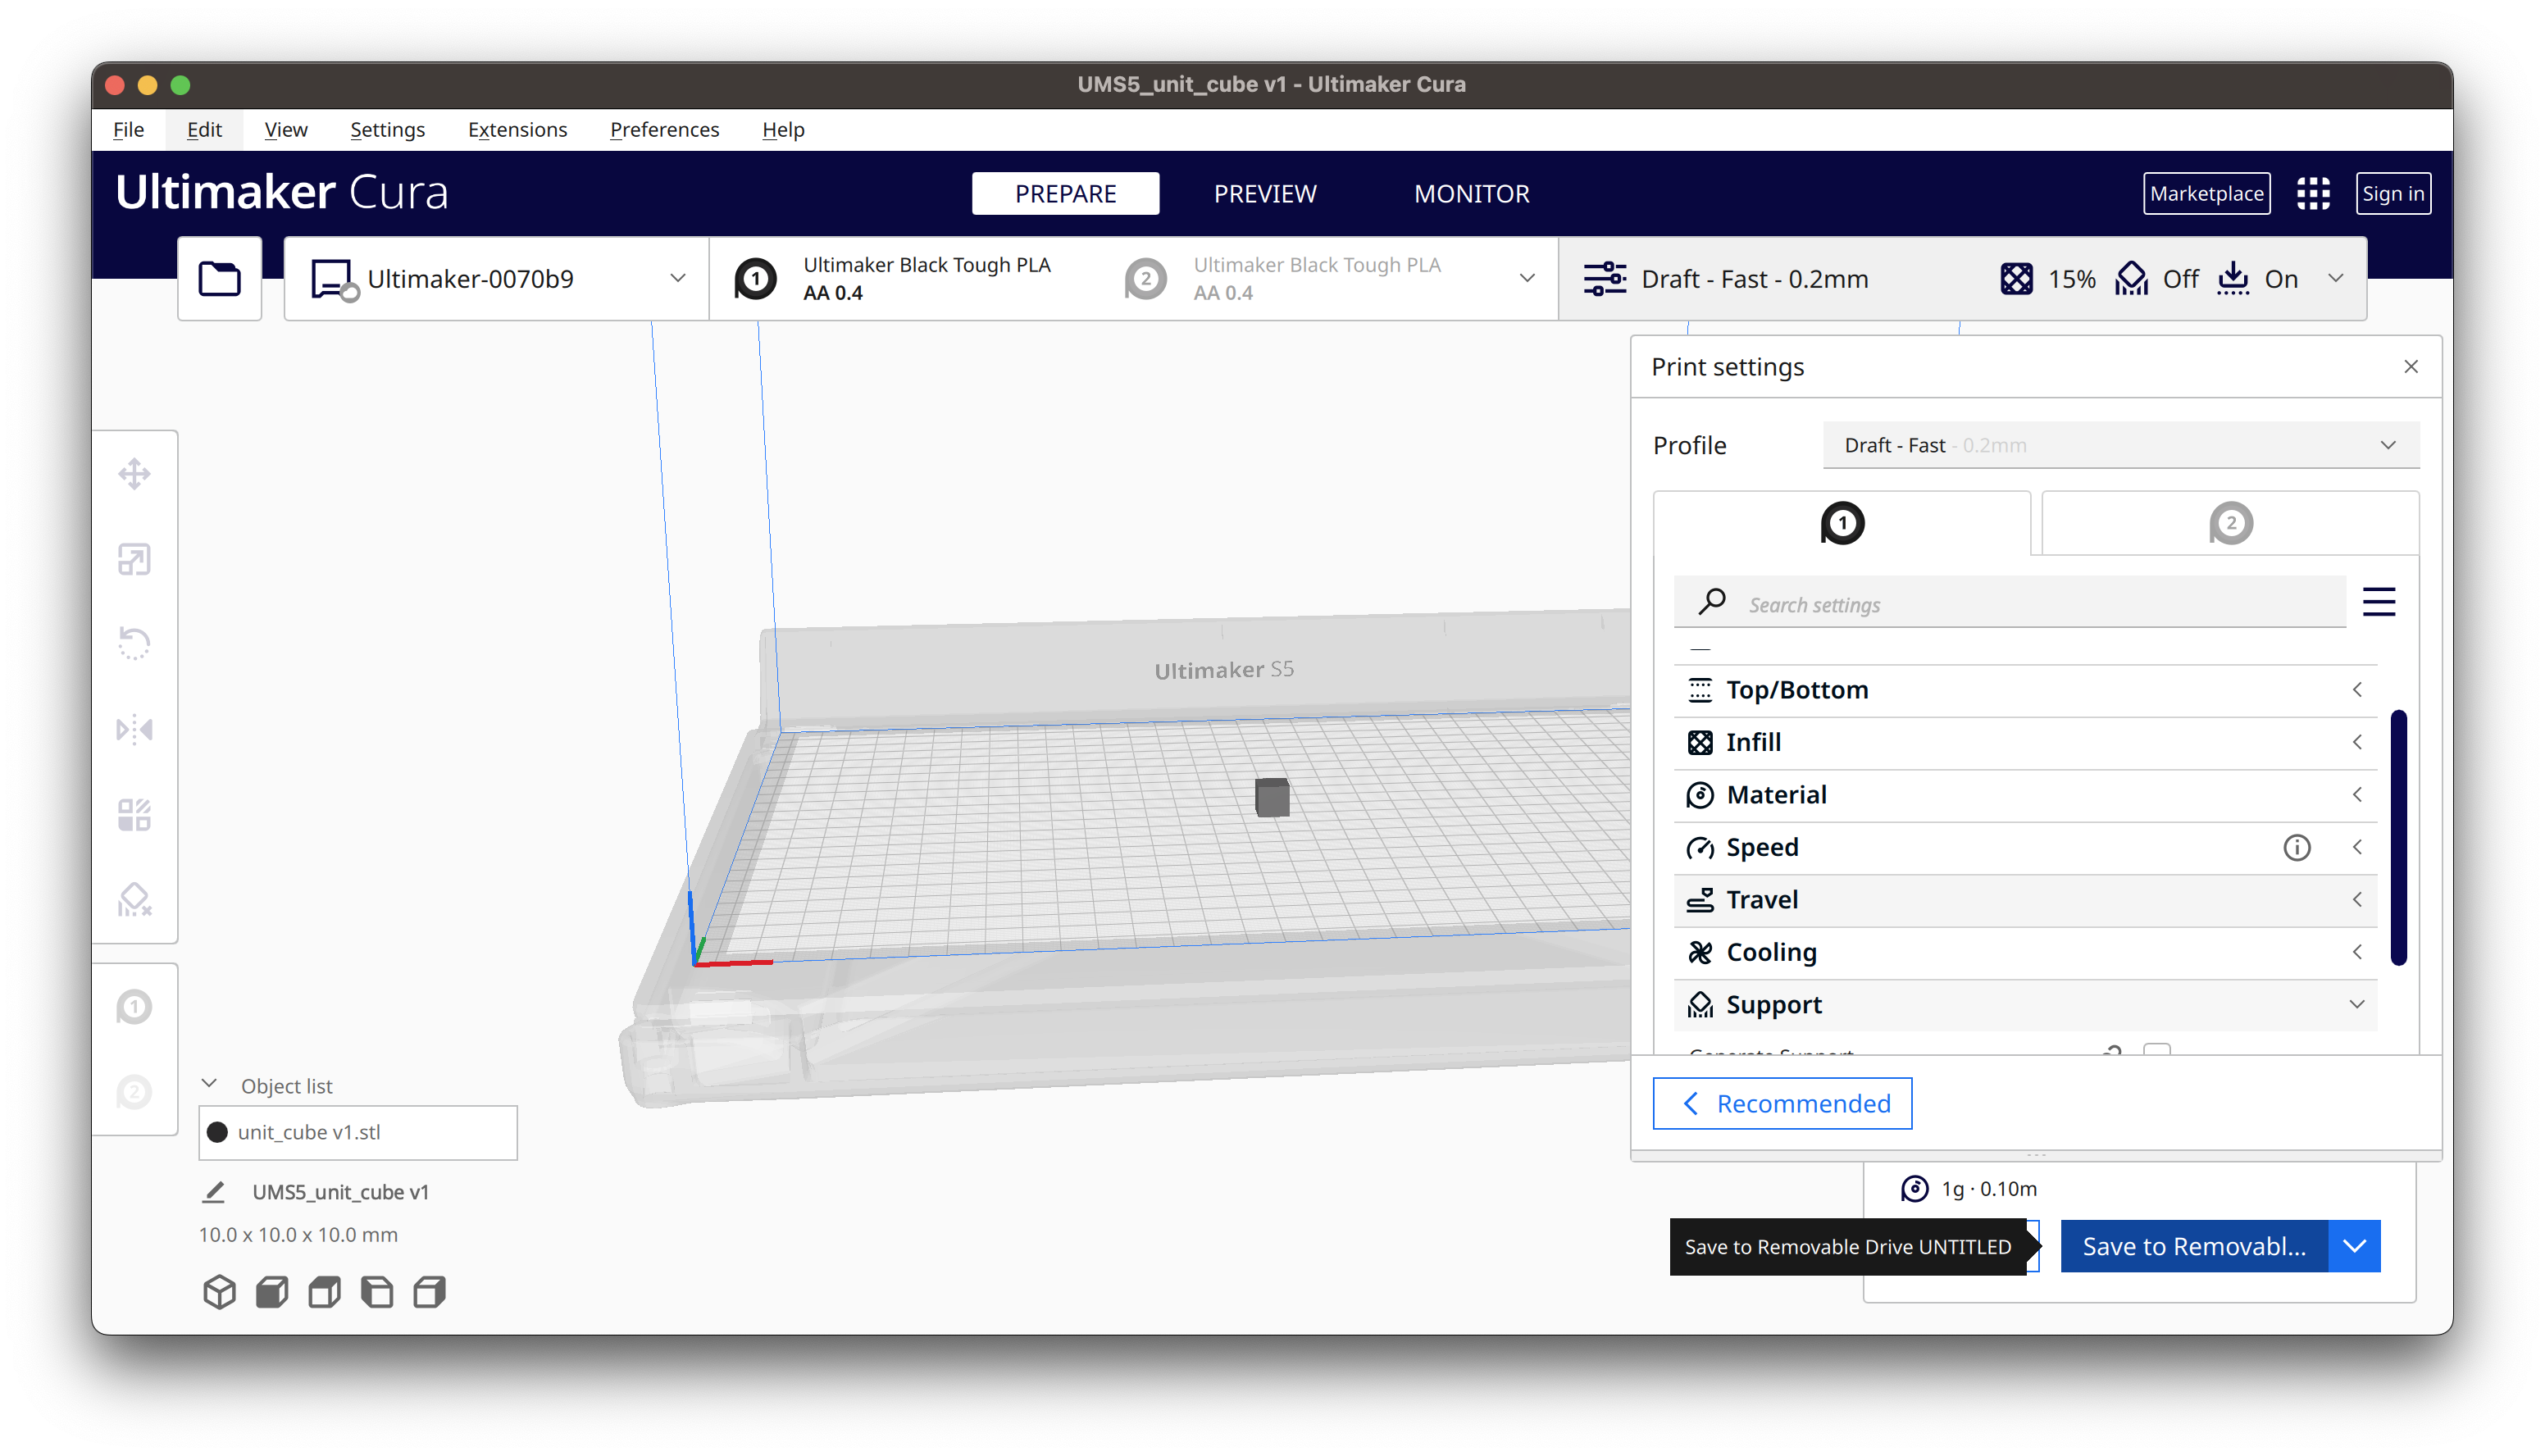 UMS5_unit_cube v1 - Ultimaker Cura
File Edit View Settings Extensions Preferences Help
Ultimaker Cura
PREPARE PREVIEW MONITOR
Marketplace
Sign in
Ultimaker-0070b9
1
Ultimaker Black Tough PLA
AA 0.4
2
Ultimaker Black Tough PLA
AA 0.4
Draft - Fast - 0.2mm
15%
Off
On
Print settings
Profile
Draft - Fast - 0.2mm
1
2
Search settings
Top/Bottom
Infill
Material
Speed
Travel
Cooling
Support
Generate Support
Recommended
Ultimaker S5
1
2
Object list
unit_cube v1.stl
UMS5_unit_cube v1
10.0 x 10.0 x 10.0 mm
1g · 0.10m
Save to Removable Drive UNTITLED
Save to Removabl...